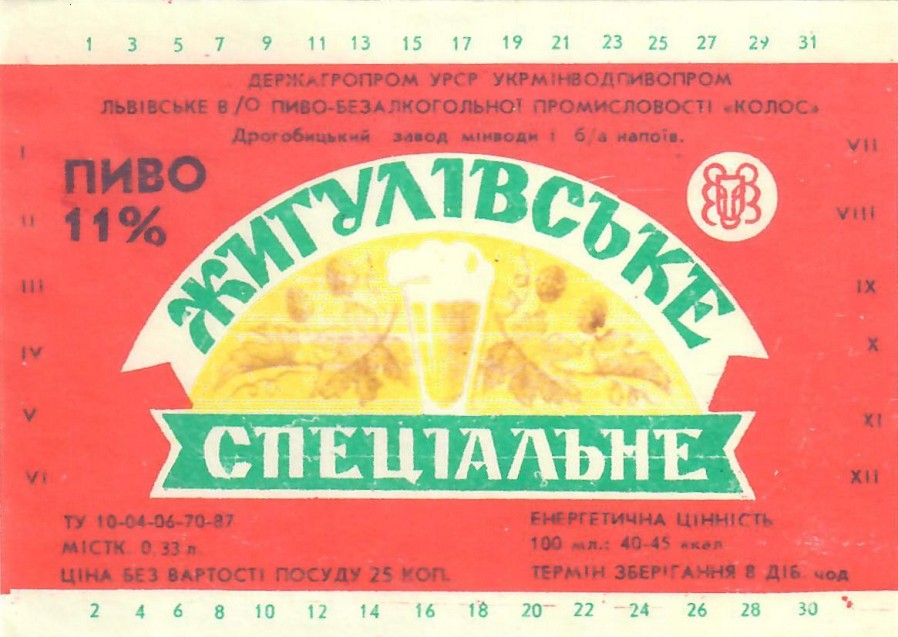 1 3 5 7 9 11 13 15 17 19 21 23 25 27 29 31
ДЕРЖАГРОПРОМ УРСР УКРМІНВОДПИВОПРОМ
ЛЬВІВСЬКЕ В/О ПИВО-БЕЗАЛКОГОЛЬНОЇ ПРОМИСЛОВОСТІ «КОЛОС»
Дрогобицький завод мінводи і б/а напоїв.
ПИВО
11%
ЖИГУЛІВСЬКЕ
СПЕЦІАЛЬНЕ
I
II
III
IV
V
VI
VII
VIII
IX
X
XI
XII
ТУ 10-04-06-70-87
МІСТК. 0,33 л.
ЦІНА БЕЗ ВАРТОСТІ ПОСУДУ 25 КОП.
ЕНЕРГЕТИЧНА ЦІННІСТЬ
100 мл.: 40-45 ккал
ТЕРМІН ЗБЕРІГАННЯ 8 ДІБ.
2 4 6 8 10 12 14 16 18 20 22 24 26 28 30